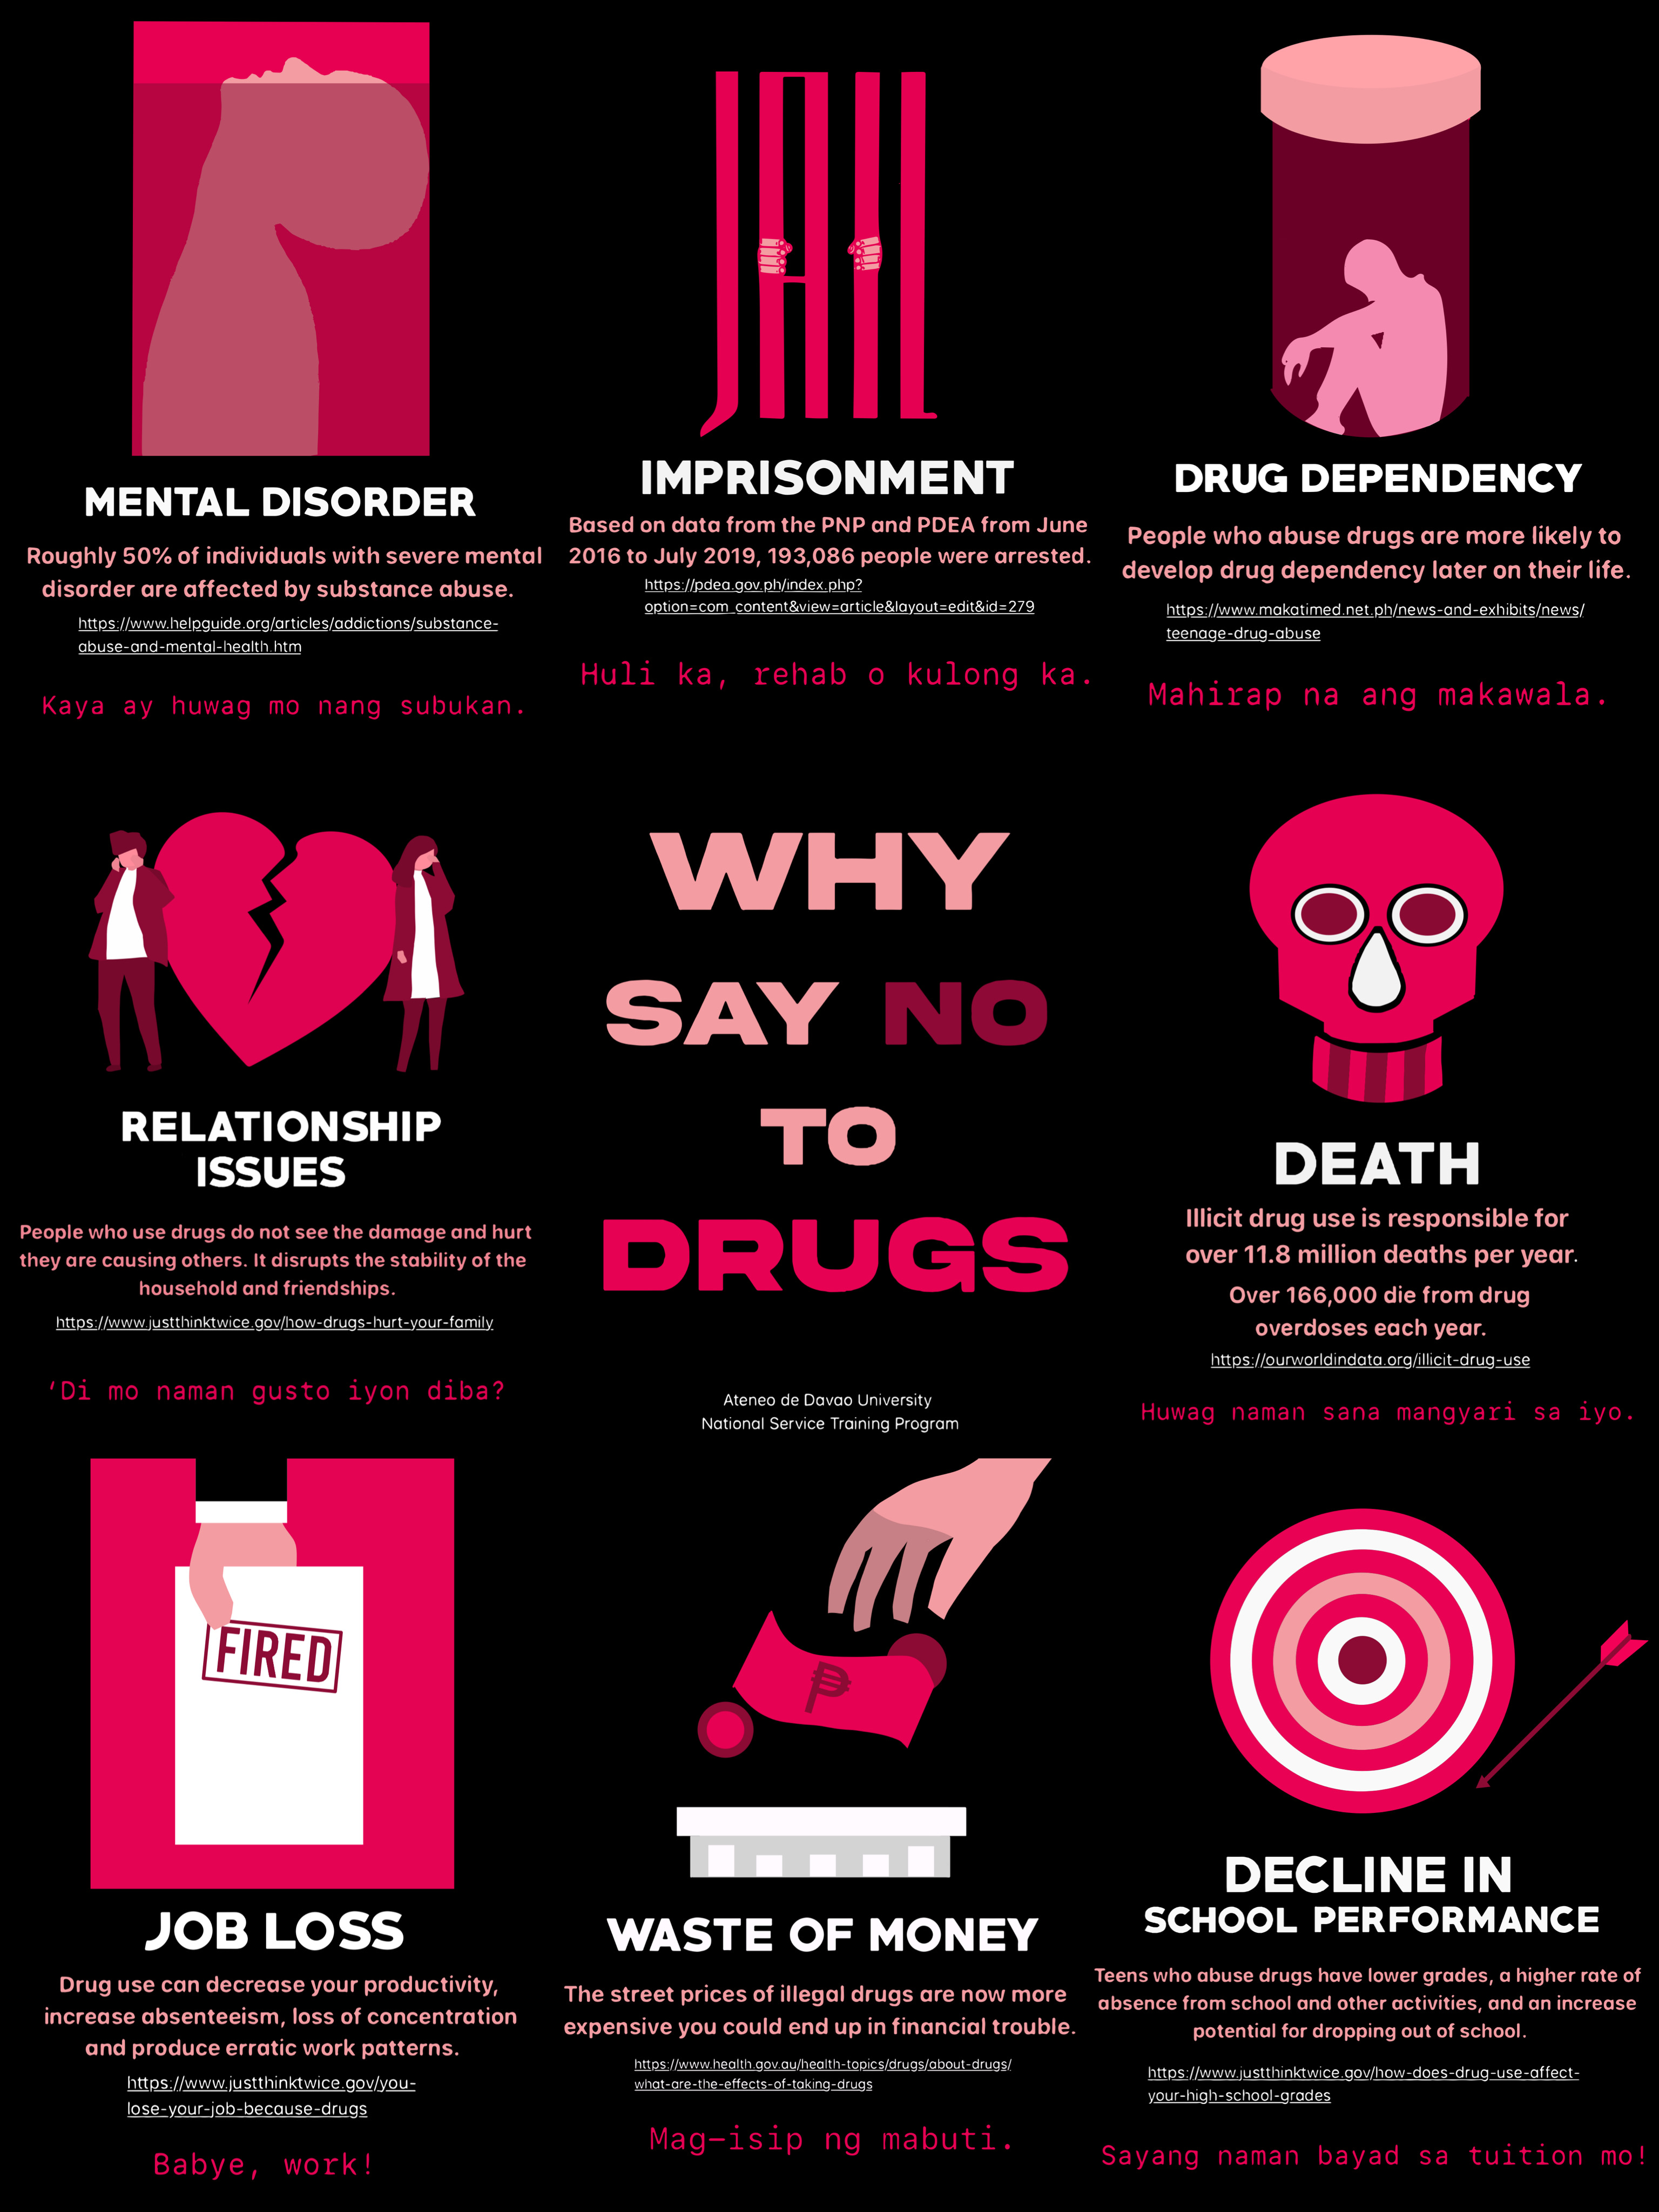 JAIL
MENTAL DISORDER
Roughly 50% of individuals with severe mental
disorder are affected by substance abuse.
https://www.helpguide.org/articles/addictions/substance-
abuse-and-mental-health.htm
Kaya ay huwag mo nang subukan.
IMPRISONMENT
Based on data from the PNP and PDEA from June
2016 to July 2019, 193,086 people were arrested.
https://pdea.gov.ph/index.php?
option=com_content&view=article&layout=edit&id=279
Huli ka, rehab o kulong ka.
DRUG DEPENDENCY
People who abuse drugs are more likely to
develop drug dependency later on their life.
https://www.makatimed.net.ph/news-and-exhibits/news/
teenage-drug-abuse
Mahirap na ang makawala.
RELATIONSHIP
ISSUES
People who use drugs do not see the damage and hurt
they are causing others. It disrupts the stability of the
household and friendships.
https://www.justthinktwice.gov/how-drugs-hurt-your-family
‘Di mo naman gusto iyon diba?
WHY
SAY NO
TO
DRUGS
Ateneo de Davao University
National Service Training Program
DEATH
Illicit drug use is responsible for
over 11.8 million deaths per year.
Over 166,000 die from drug
overdoses each year.
https://ourworldindata.org/illicit-drug-use
Huwag naman sana mangyari sa iyo.
FIRED
JOB LOSS
Drug use can decrease your productivity,
increase absenteeism, loss of concentration
and produce erratic work patterns.
https://www.justthinktwice.gov/you-
lose-your-job-because-drugs
Babye, work!
₱
WASTE OF MONEY
The street prices of illegal drugs are now more
expensive you could end up in financial trouble.
https://www.health.gov.au/health-topics/drugs/about-drugs/
what-are-the-effects-of-taking-drugs
Mag-isip ng mabuti.
DECLINE IN
SCHOOL PERFORMANCE
Teens who abuse drugs have lower grades, a higher rate of
absence from school and other activities, and an increase
potential for dropping out of school.
https://www.justthinktwice.gov/how-does-drug-use-affect-
your-high-school-grades
Sayang naman bayad sa tuition mo!